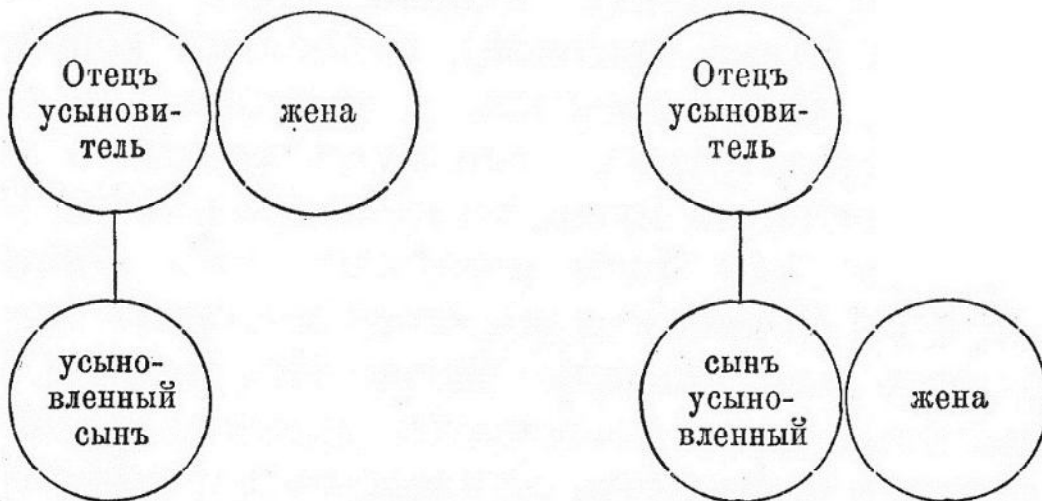 Отецъ
усынови-
тель
жена
усыно-
вленный
сынъ
Отецъ
усынови-
тель
сынъ
усыно-
вленный
жена